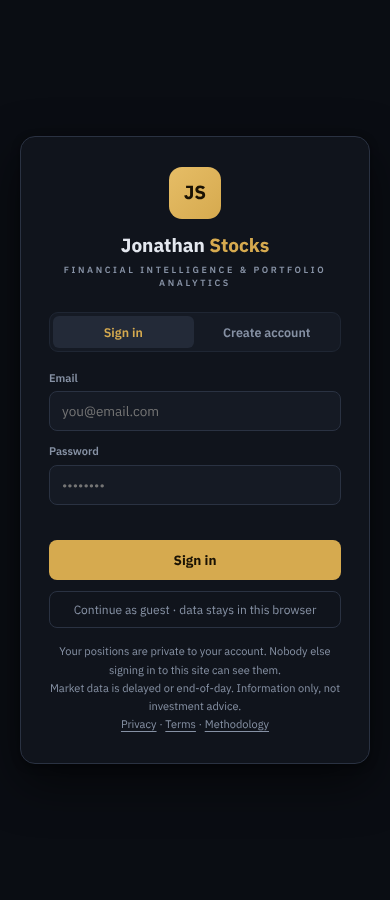 JS
Jonathan Stocks
FINANCIAL INTELLIGENCE & PORTFOLIO
ANALYTICS
Sign in
Create account
Email
you@email.com
Password
••••••••
Sign in
Continue as guest · data stays in this browser
Your positions are private to your account. Nobody else
signing in to this site can see them.
Market data is delayed or end-of-day. Information only, not
investment advice.
Privacy · Terms · Methodology